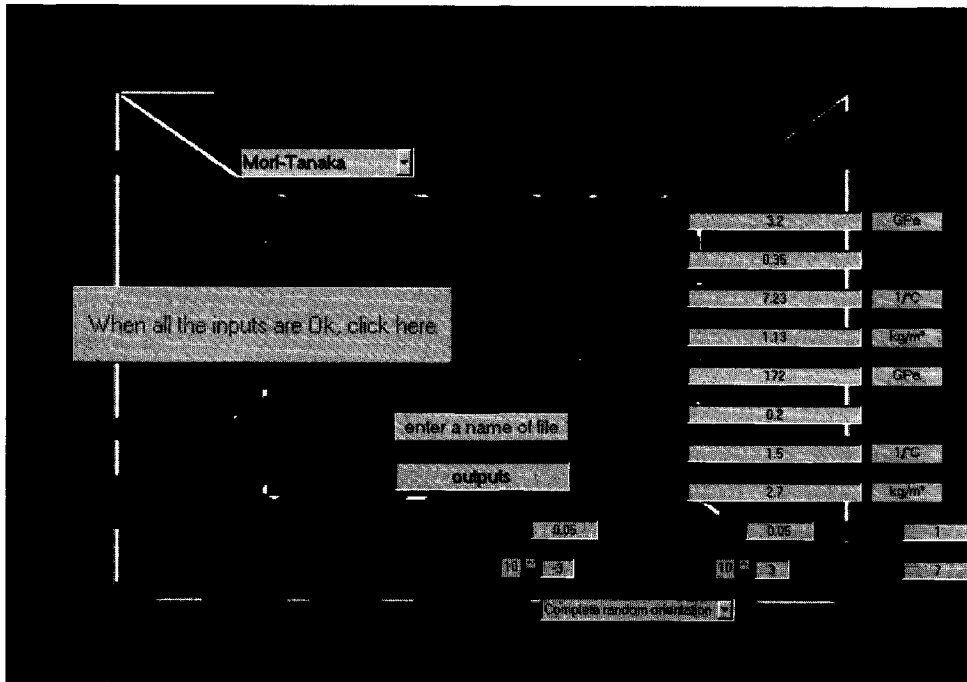 Mori-Tanaka
3.2 GPa
0.35
7.23 1/°C
When all the inputs are Ok, click here
1.13 kg/m³
172 GPa
0.2
enter a name of file
1.5 1/°C
outputs
2.7 kg/m³
0.05 0.05 1
10 ^ -3 10 ^ -3
Complete random orientation